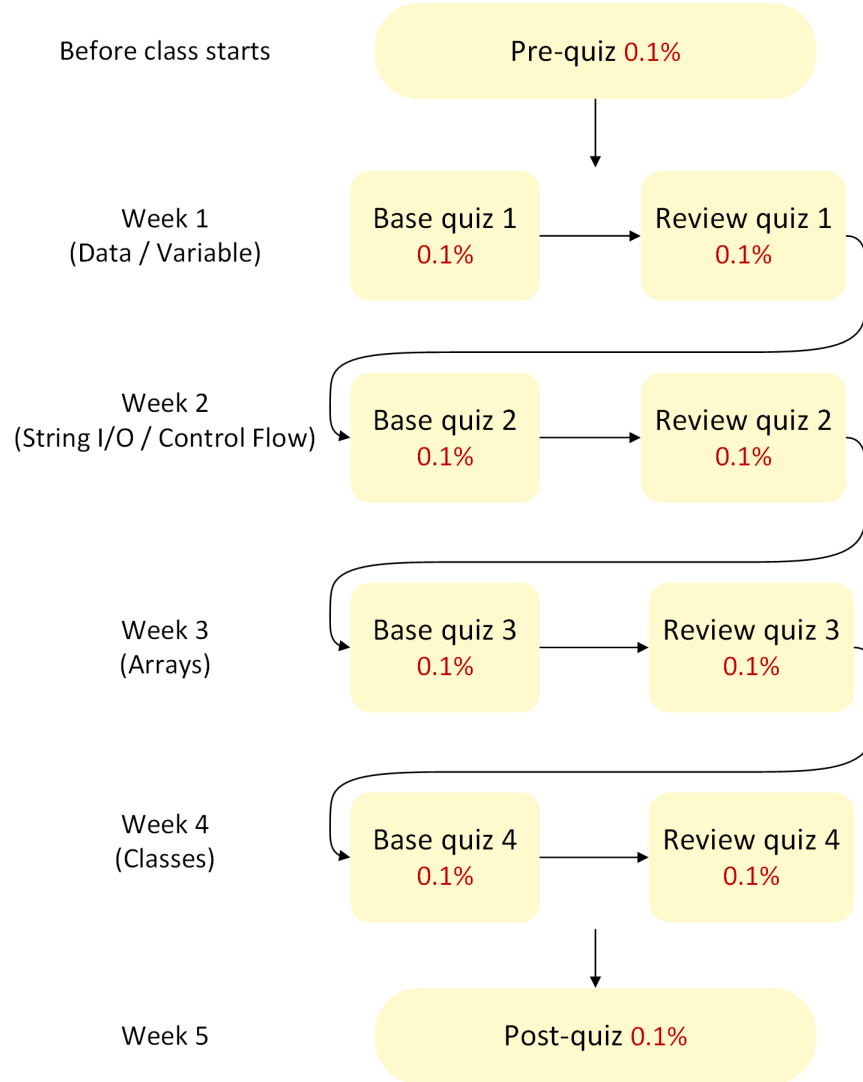 Before class starts
Pre-quiz 0.1%
Week 1
(Data / Variable)
Base quiz 1
0.1%
Review quiz 1
0.1%
Week 2
(String I/O / Control Flow)
Base quiz 2
0.1%
Review quiz 2
0.1%
Week 3
(Arrays)
Base quiz 3
0.1%
Review quiz 3
0.1%
Week 4
(Classes)
Base quiz 4
0.1%
Review quiz 4
0.1%
Week 5
Post-quiz 0.1%